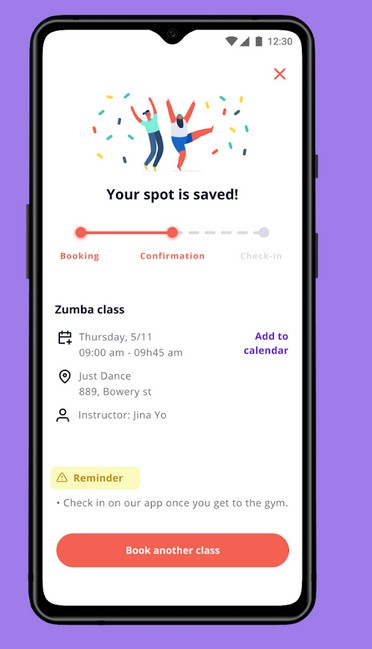 12:30
Your spot is saved!
Booking Confirmation Check-in
Zumba class
Thursday, 5/11
09:00 am - 09h45 am
Add to
calendar
Just Dance
889, Bowery st
Instructor: Jina Yo
Reminder
• Check in on our app once you get to the gym.
Book another class